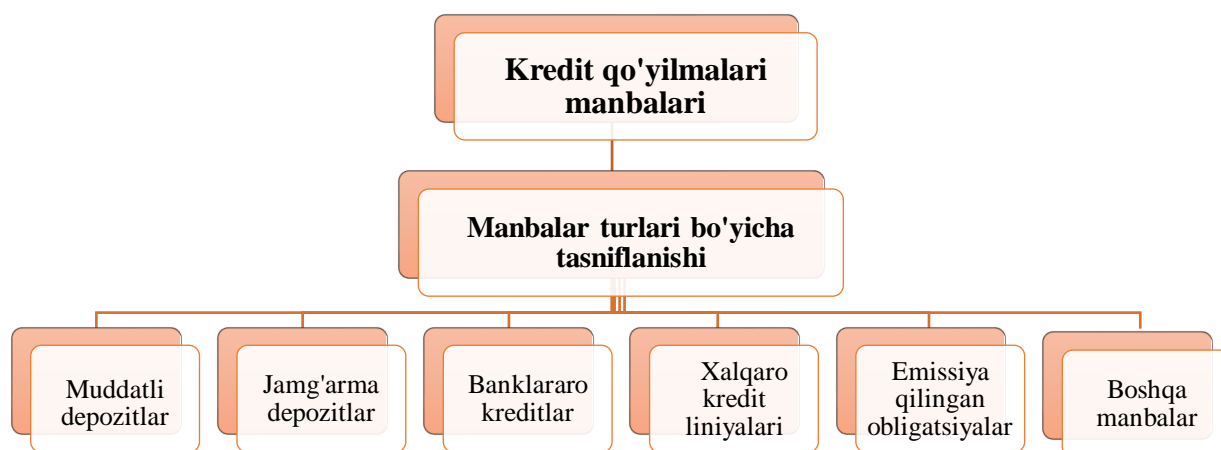 Kredit qo'yilmalari
manbalari
Manbalar turlari bo'yicha
tasniflanishi
Muddatli
depozitlar
Jamg'arma
depozitlar
Banklararo
kreditlar
Xalqaro
kredit
liniyalari
Emissiya
qilingan
obligatsiyalar
Boshqa
manbalar